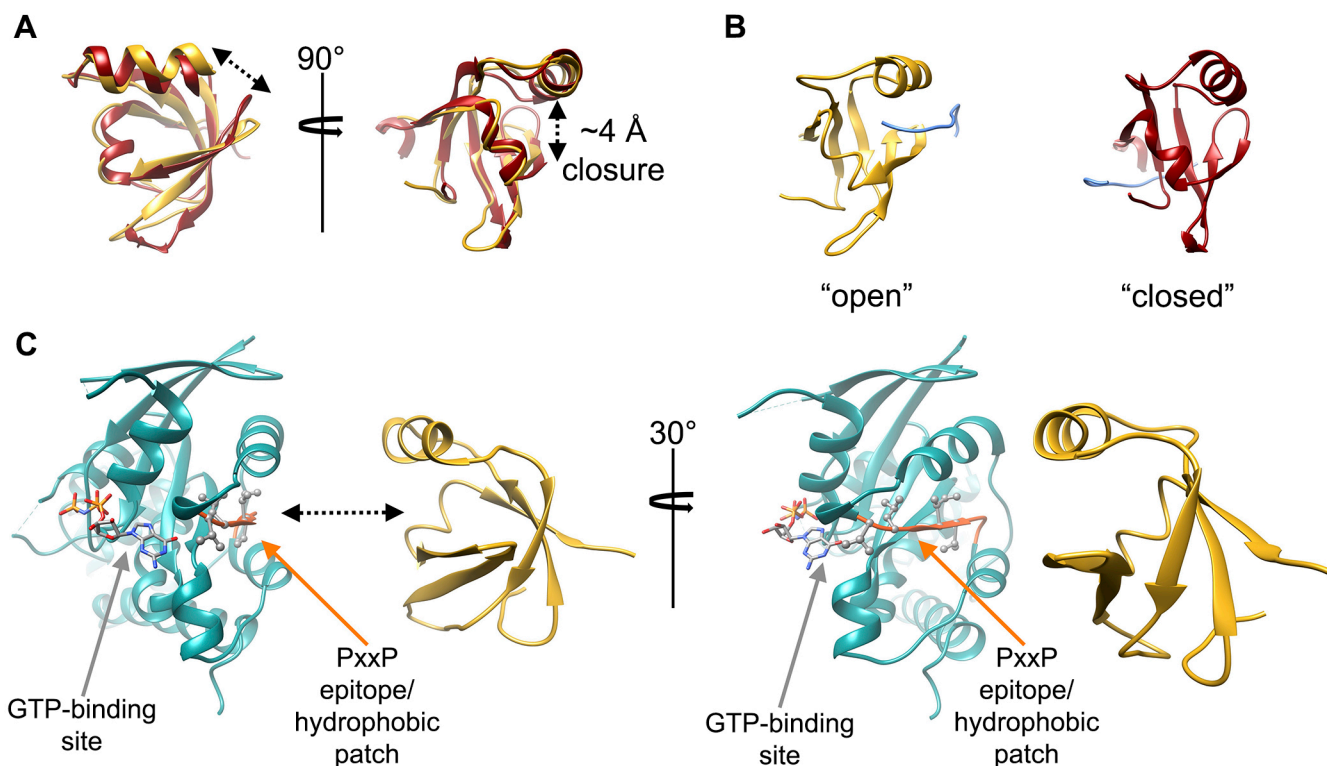 A
90°
~4 Å
closure
B
“open”
“closed”
C
30°
GTP-binding
site
PxxP
epitope/
hydrophobic
patch
GTP-binding
site
PxxP
epitope/
hydrophobic
patch